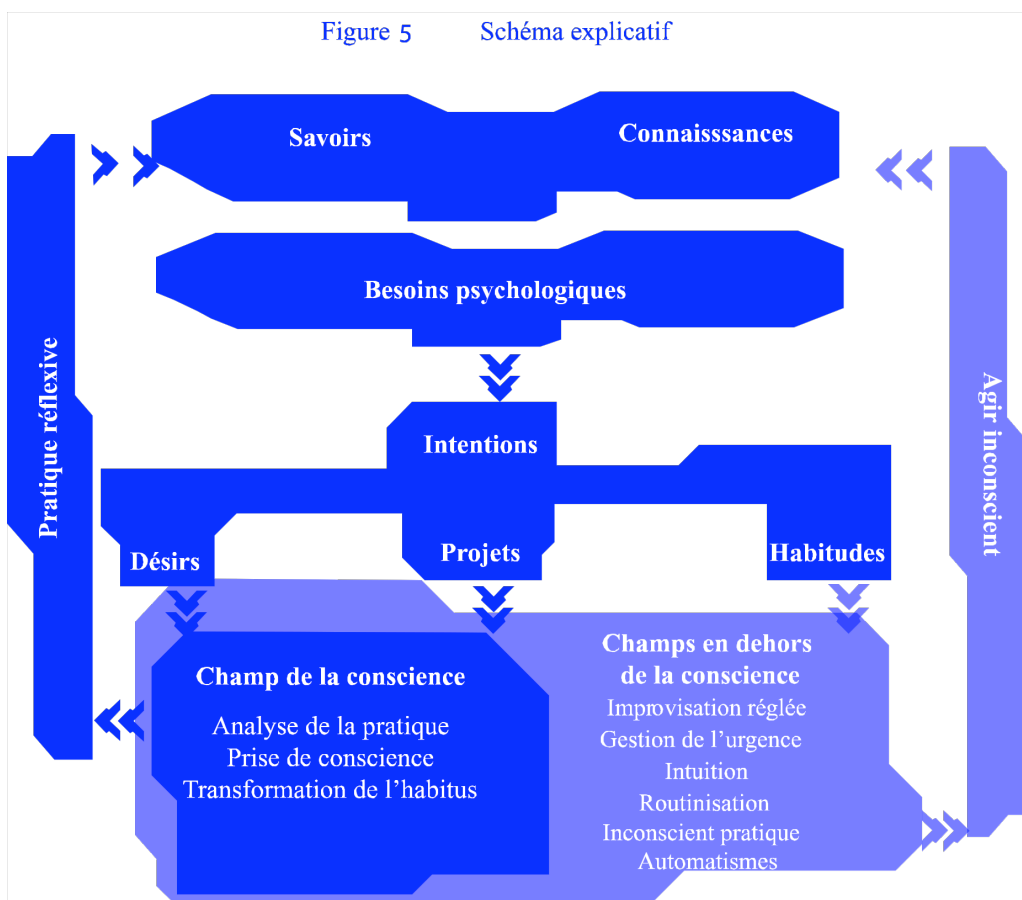 Figure 5 Schéma explicatif
Savoirs
Connaisssances
Besoins psychologiques
Pratique réflexive
Agir inconscient
Intentions
Désirs
Projets
Habitudes
Champ de la conscience
Analyse de la pratique
Prise de conscience
Transformation de l’habitus
Champs en dehors
de la conscience
Improvisation réglée
Gestion de l’urgence
Intuition
Routinisation
Inconscient pratique
Automatismes